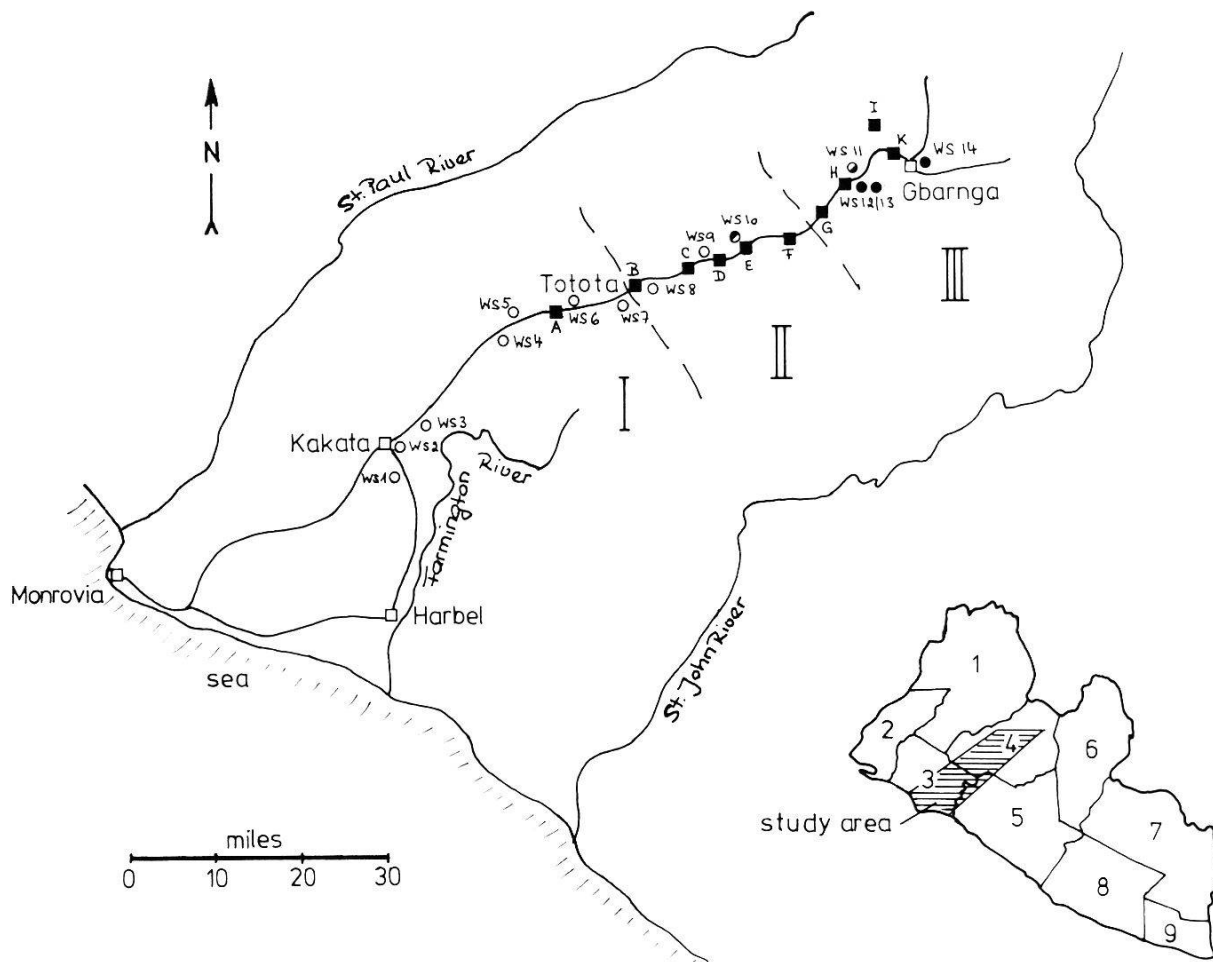 N
St. Paul River
I
K
WS 11
WS 14
H
Gbarnga
WS 12/13
G
WS 10
WS 9
F
C
E
D
B
III
Totota
WS 8
WS 5
WS 6
WS 7
A
WS 4
II
I
WS 3
Kakata
WS 2
River
WS 1
Farmington
Monrovia
Harbel
sea
St. John River
1
2
4
6
3
study area
5
7
miles
8
0 10 20 30
9